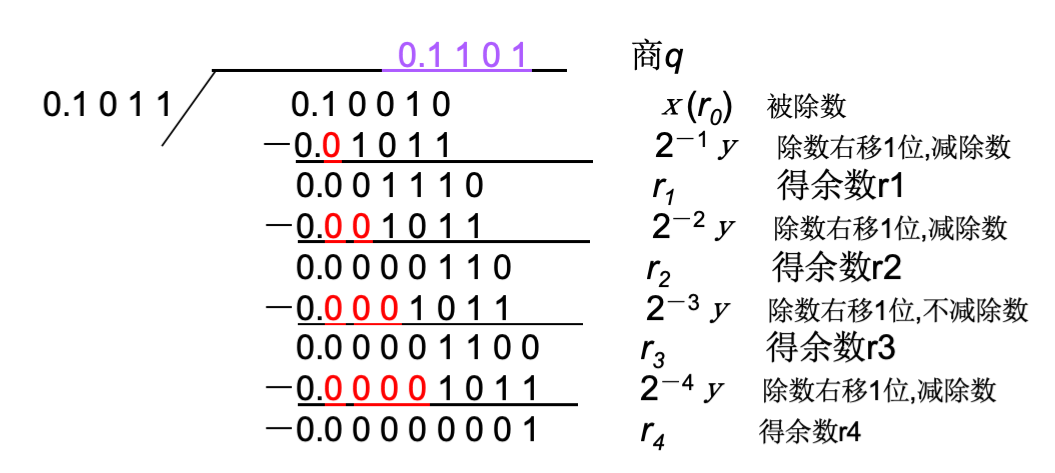 0.1 1 0 1 商q
0.1 0 1 1 0.1 0 0 1 0 x (r₀) 被除数
－0.0 1 0 1 1 2⁻¹ y 除数右移1位,减除数
0.0 0 1 1 1 0 r₁ 得余数r1
－0.0 0 1 0 1 1 2⁻² y 除数右移1位,减除数
0.0 0 0 0 1 1 0 r₂ 得余数r2
－0.0 0 0 1 0 1 1 2⁻³ y 除数右移1位,不减除数
0.0 0 0 0 1 1 0 0 r₃ 得余数r3
－0.0 0 0 0 1 0 1 1 2⁻⁴ y 除数右移1位,减除数
－0.0 0 0 0 0 0 0 1 r₄ 得余数r4